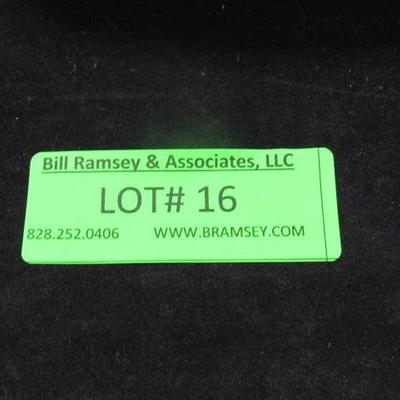 Bill Ramsey & Associates, LLC
LOT# 16
828.252.0406 WWW.BRAMSEY.COM